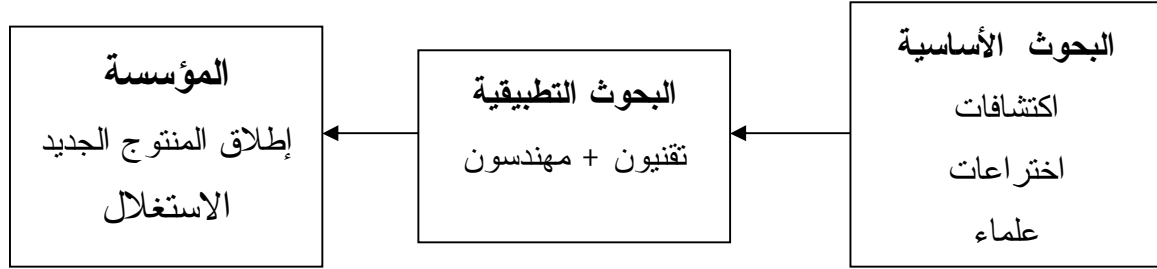 البحوث الأساسية
اكتشافات
اختراعات
علماء
البحوث التطبيقية
تقنيون + مهندسون
المؤسسة
إطلاق المنتوج الجديد
الاستغلال